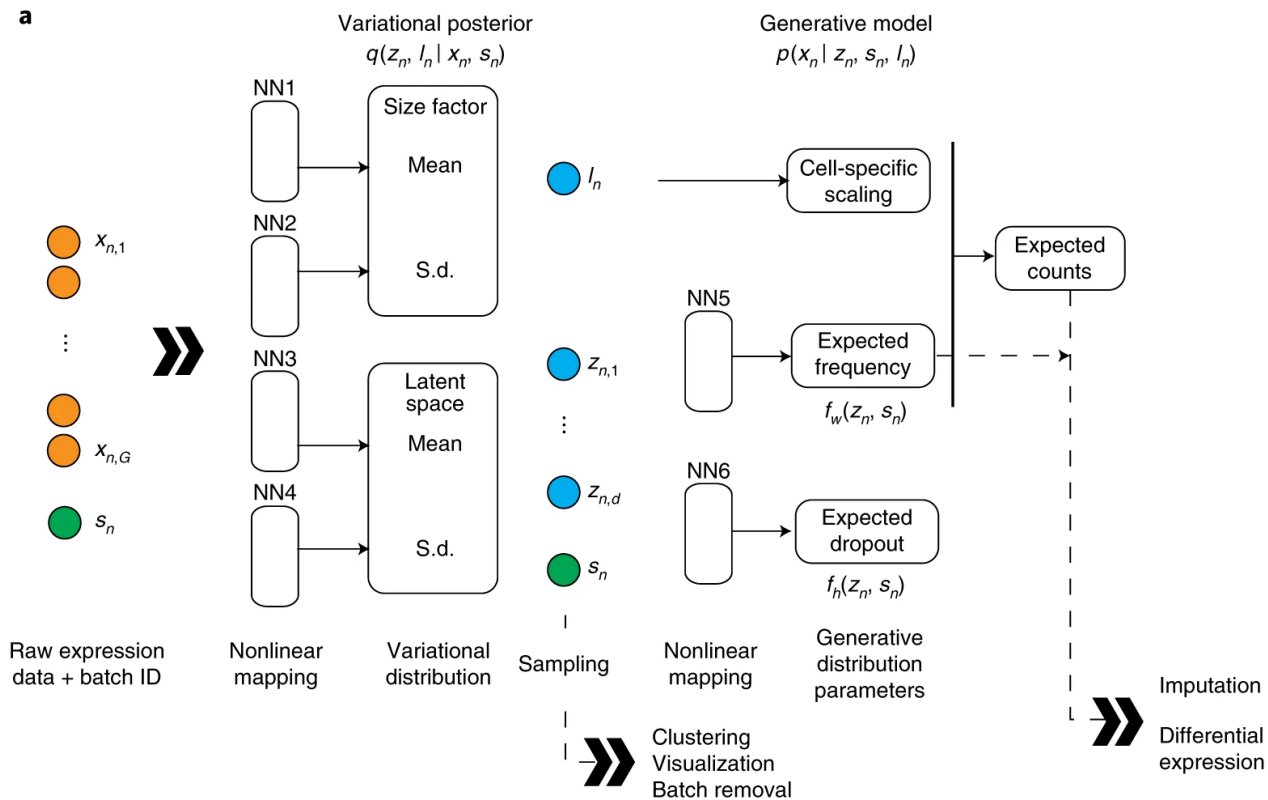 a
Variational posterior
q(zn, ln | xn, sn)
Generative model
p(xn | zn, sn, ln)
NN1
Size factor
Mean
NN2
S.d.
NN3
Latent
space
Mean
NN4
S.d.
xn,1
⋮
xn,G
sn
ln
zn,1
⋮
zn,d
sn
Cell-specific
scaling
Expected
counts
NN5
Expected
frequency
fw(zn, sn)
NN6
Expected
dropout
fh(zn, sn)
Raw expression
data + batch ID
Nonlinear
mapping
Variational
distribution
Sampling
Nonlinear
mapping
Generative
distribution
parameters
Clustering
Visualization
Batch removal
Imputation
Differential
expression